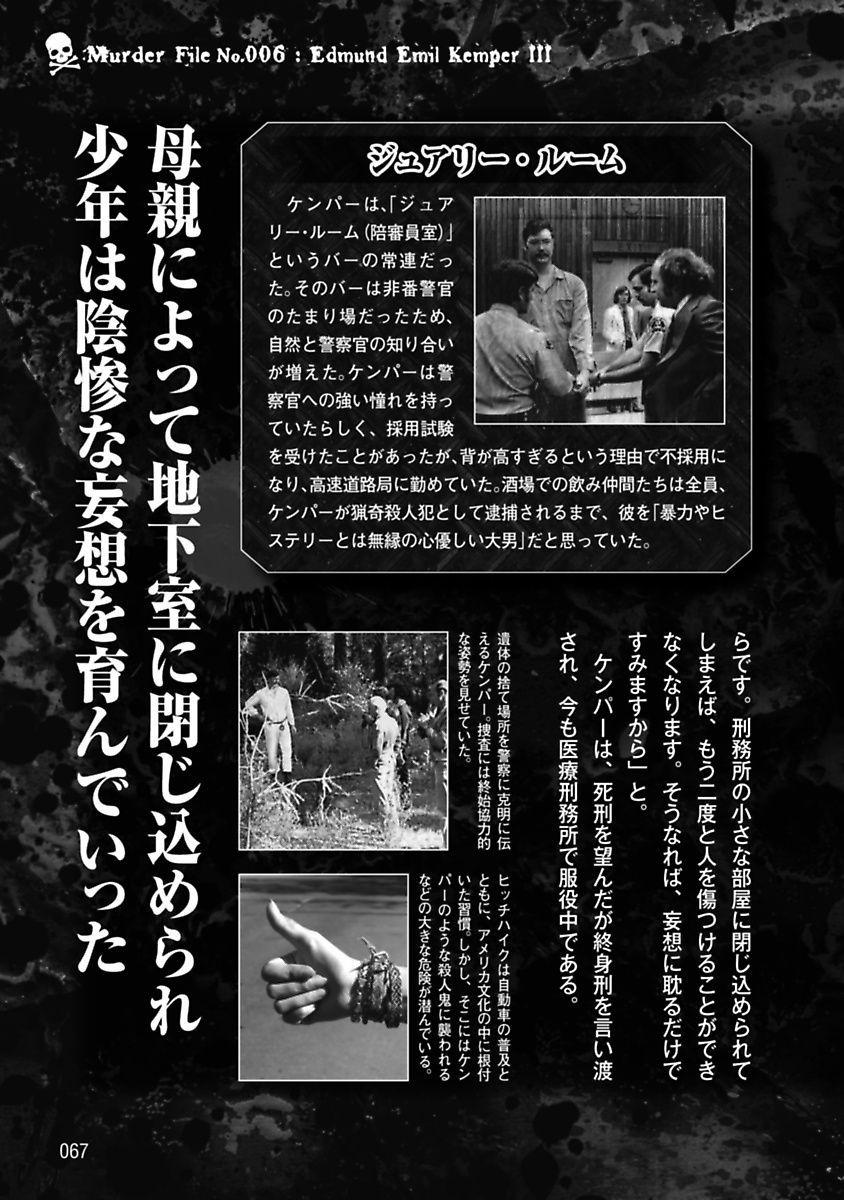 Murder File No.006 : Edmund Emil Kemper III
ジュアリー・ルーム
ケンパーは、「ジュア
リー・ルーム（陪審員室）」
というバーの常連だっ
た。そのバーは非番警官
のたまり場だったため、
自然と警察官の知り合い
が増えた。ケンパーは警
察官への強い憧れを持っ
ていたらしく、採用試験
を受けたことがあったが、背が高すぎるという理由で不採用に
なり、高速道路局に勤めていた。酒場での飲み仲間たちは全員、
ケンパーが猟奇殺人犯として逮捕されるまで、彼を「暴力やヒ
ステリーとは無縁の心優しい大男」だと思っていた。
母親によって地下室に閉じ込められ
少年は陰惨な妄想を育んでいった
らです。刑務所の小さな部屋に閉じ込められて
しまえば、もう二度と人を傷つけることができ
なくなります。そうなれば、妄想に耽るだけで
すみますから」と。
ケンパーは、死刑を望んだが終身刑を言い渡
され、今も医療刑務所で服役中である。
遺体の捨て場所を警察に克明に伝
えるケンパー。捜査には終始協力的
な姿勢を見せていた。
ヒッチハイクは自動車の普及と
ともに、アメリカ文化の中に根付
いた習慣。しかし、そこにはケン
パーのような殺人鬼に襲われる
などの大きな危険が潜んでいる。
067